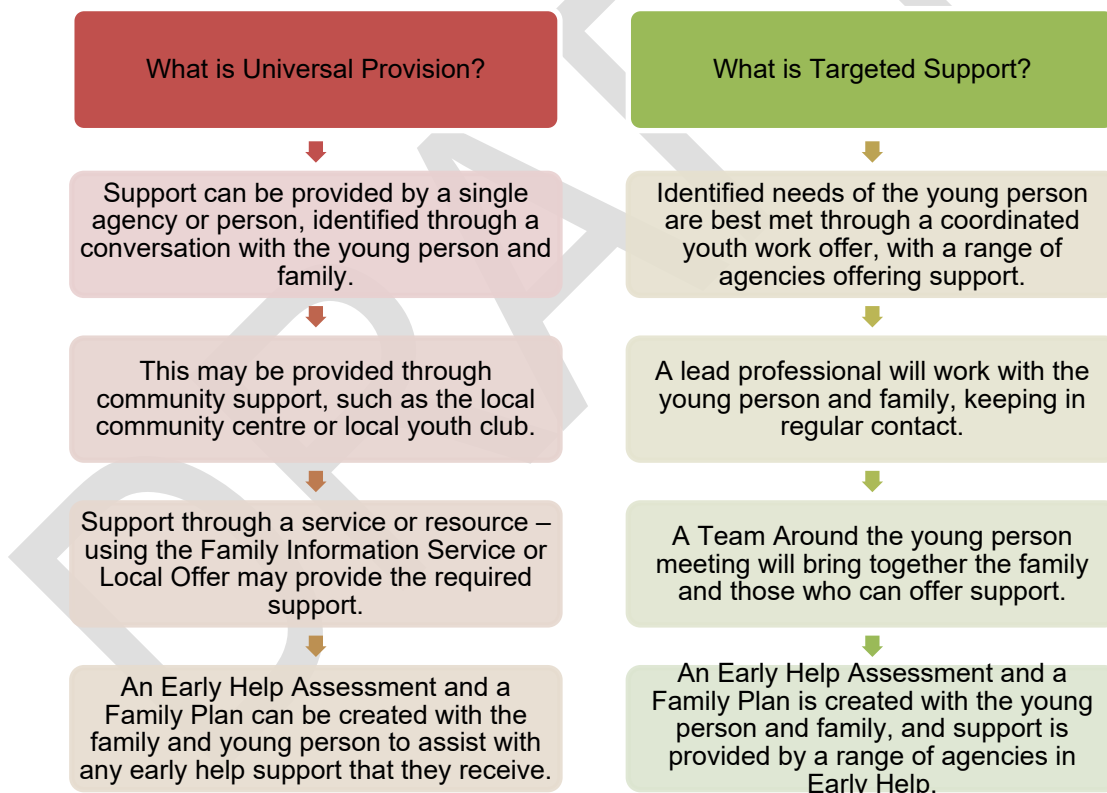 What is Universal Provision?
Support can be provided by a single
agency or person, identified through a
conversation with the young person and
family.
This may be provided through
community support, such as the local
community centre or local youth club.
Support through a service or resource –
using the Family Information Service or
Local Offer may provide the required
support.
An Early Help Assessment and a
Family Plan can be created with the
family and young person to assist with
any early help support that they receive.
What is Targeted Support?
Identified needs of the young person
are best met through a coordinated
youth work offer, with a range of
agencies offering support.
A lead professional will work with the
young person and family, keeping in
regular contact.
A Team Around the young person
meeting will bring together the family
and those who can offer support.
An Early Help Assessment and a
Family Plan is created with the young
person and family, and support is
provided by a range of agencies in
Early Help.